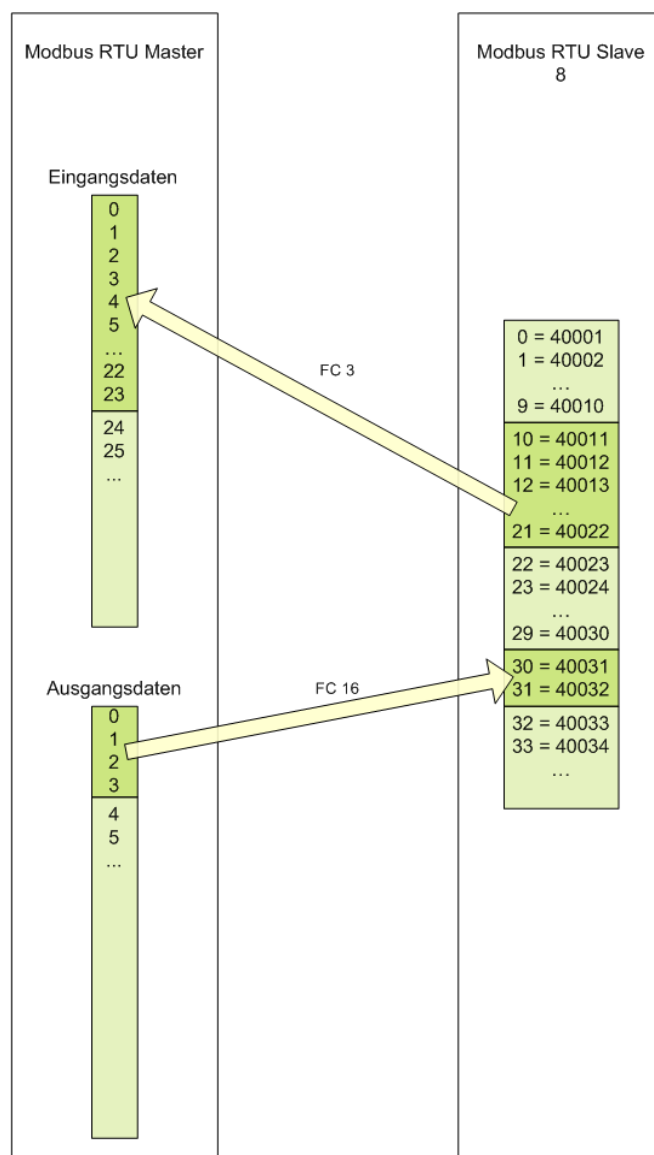 Modbus RTU Master
Eingangsdaten
0
1
2
3
4
5
...
22
23
24
25
...
Ausgangsdaten
0
1
2
3
4
5
...
FC 3
FC 16
Modbus RTU Slave
8
0 = 40001
1 = 40002
...
9 = 40010
10 = 40011
11 = 40012
12 = 40013
...
21 = 40022
22 = 40023
23 = 40024
...
29 = 40030
30 = 40031
31 = 40032
32 = 40033
33 = 40034
...